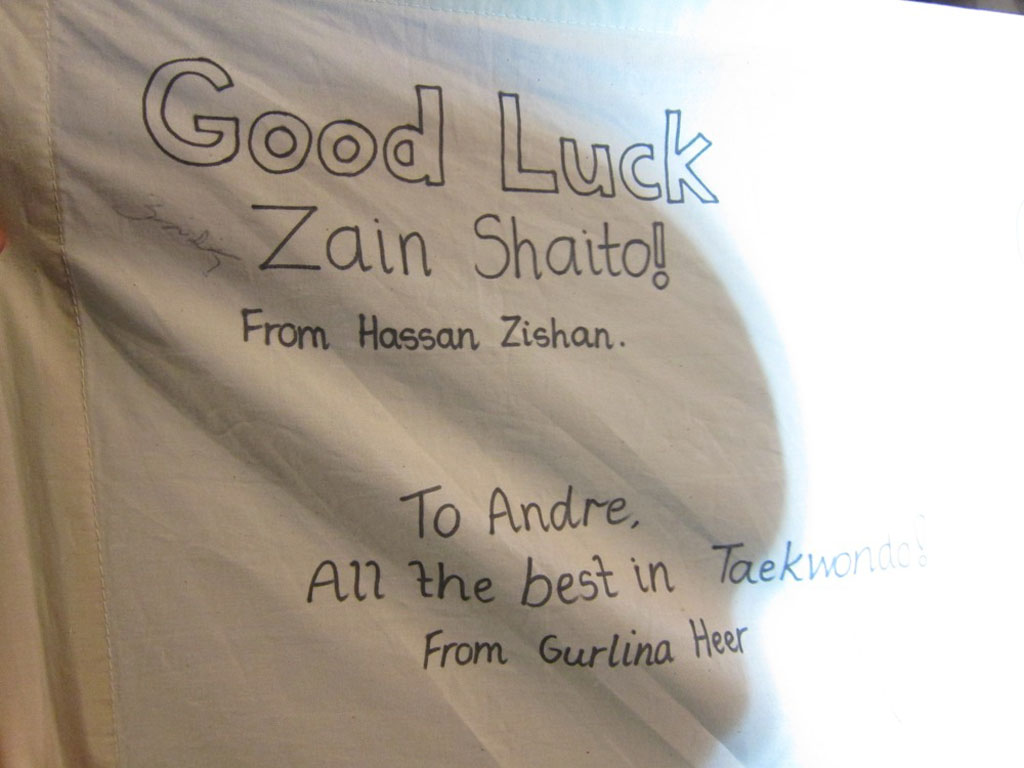 Good Luck
Zain Shaito!
From Hassan Zishan.
To Andre,
All the best in Taekwondo!
From Gurlina Heer